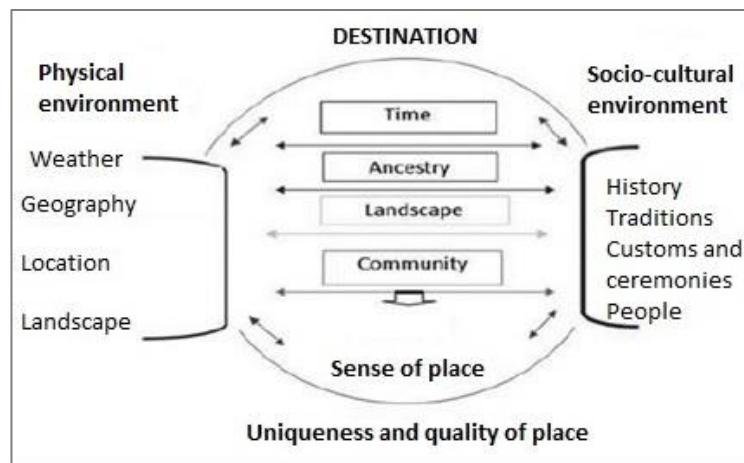 DESTINATION
Physical
environment
Weather
Geography
Location
Landscape
Time
Ancestry
Landscape
Community
Socio-cultural
environment
History
Traditions
Customs and
ceremonies
People
Sense of place
Uniqueness and quality of place